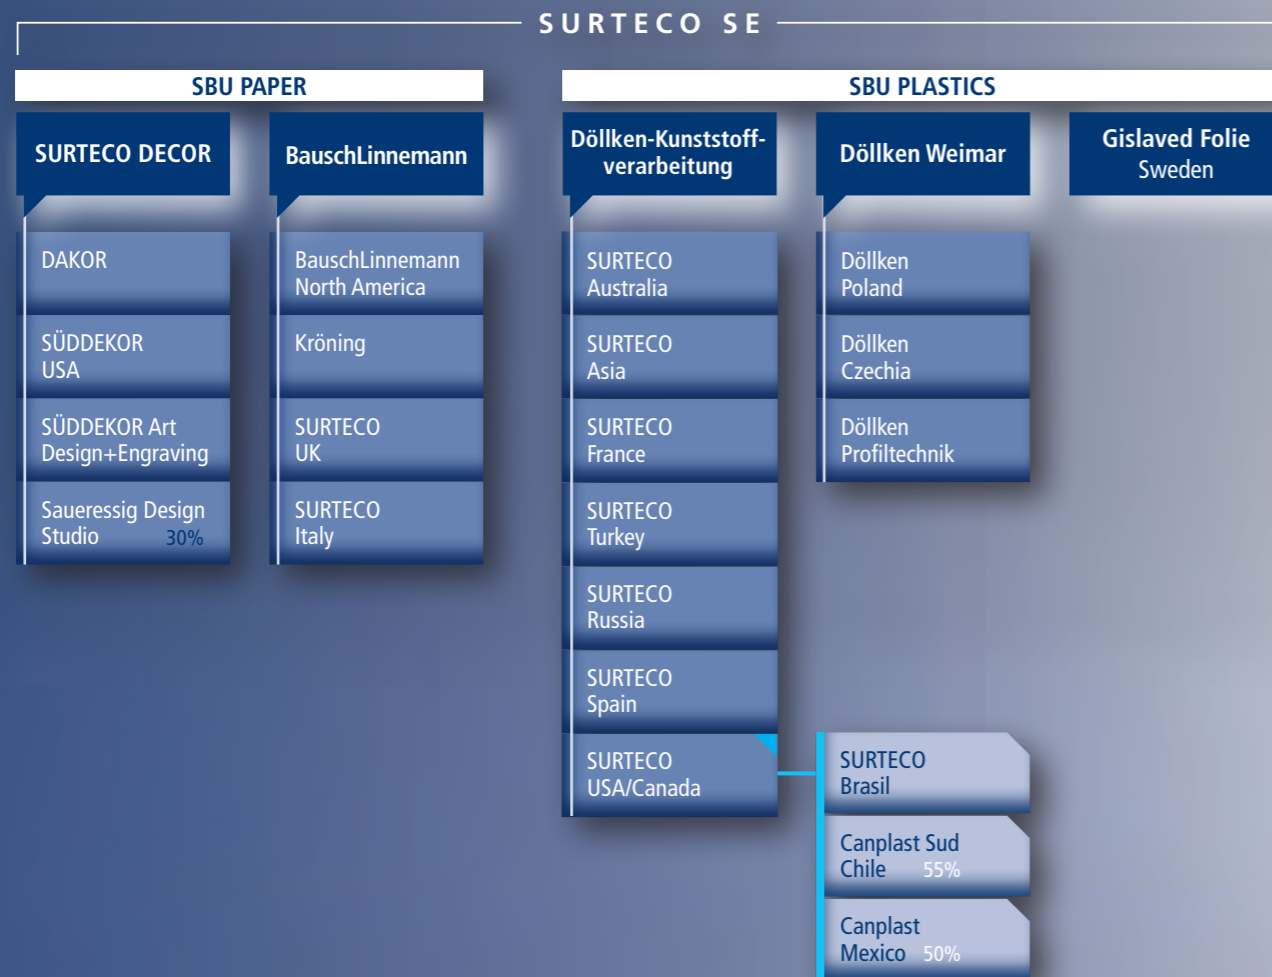 SURTECO SE
SBU PAPER
SURTECO DECOR
DAKOR
SÜDDEKOR
USA
SÜDDEKOR Art
Design+Engraving
Saueressig Design
Studio 30%
BauschLinnemann
BauschLinnemann
North America
Kröning
SURTECO
UK
SURTECO
Italy
SBU PLASTICS
Döllken-Kunststoff-
verarbeitung
SURTECO
Australia
SURTECO
Asia
SURTECO
France
SURTECO
Turkey
SURTECO
Russia
SURTECO
Spain
SURTECO
USA/Canada
SURTECO
Brasil
Canplast Sud
Chile 55%
Canplast
Mexico 50%
Döllken Weimar
Döllken
Poland
Döllken
Czechia
Döllken
Profiltechnik
Gislaved Folie
Sweden